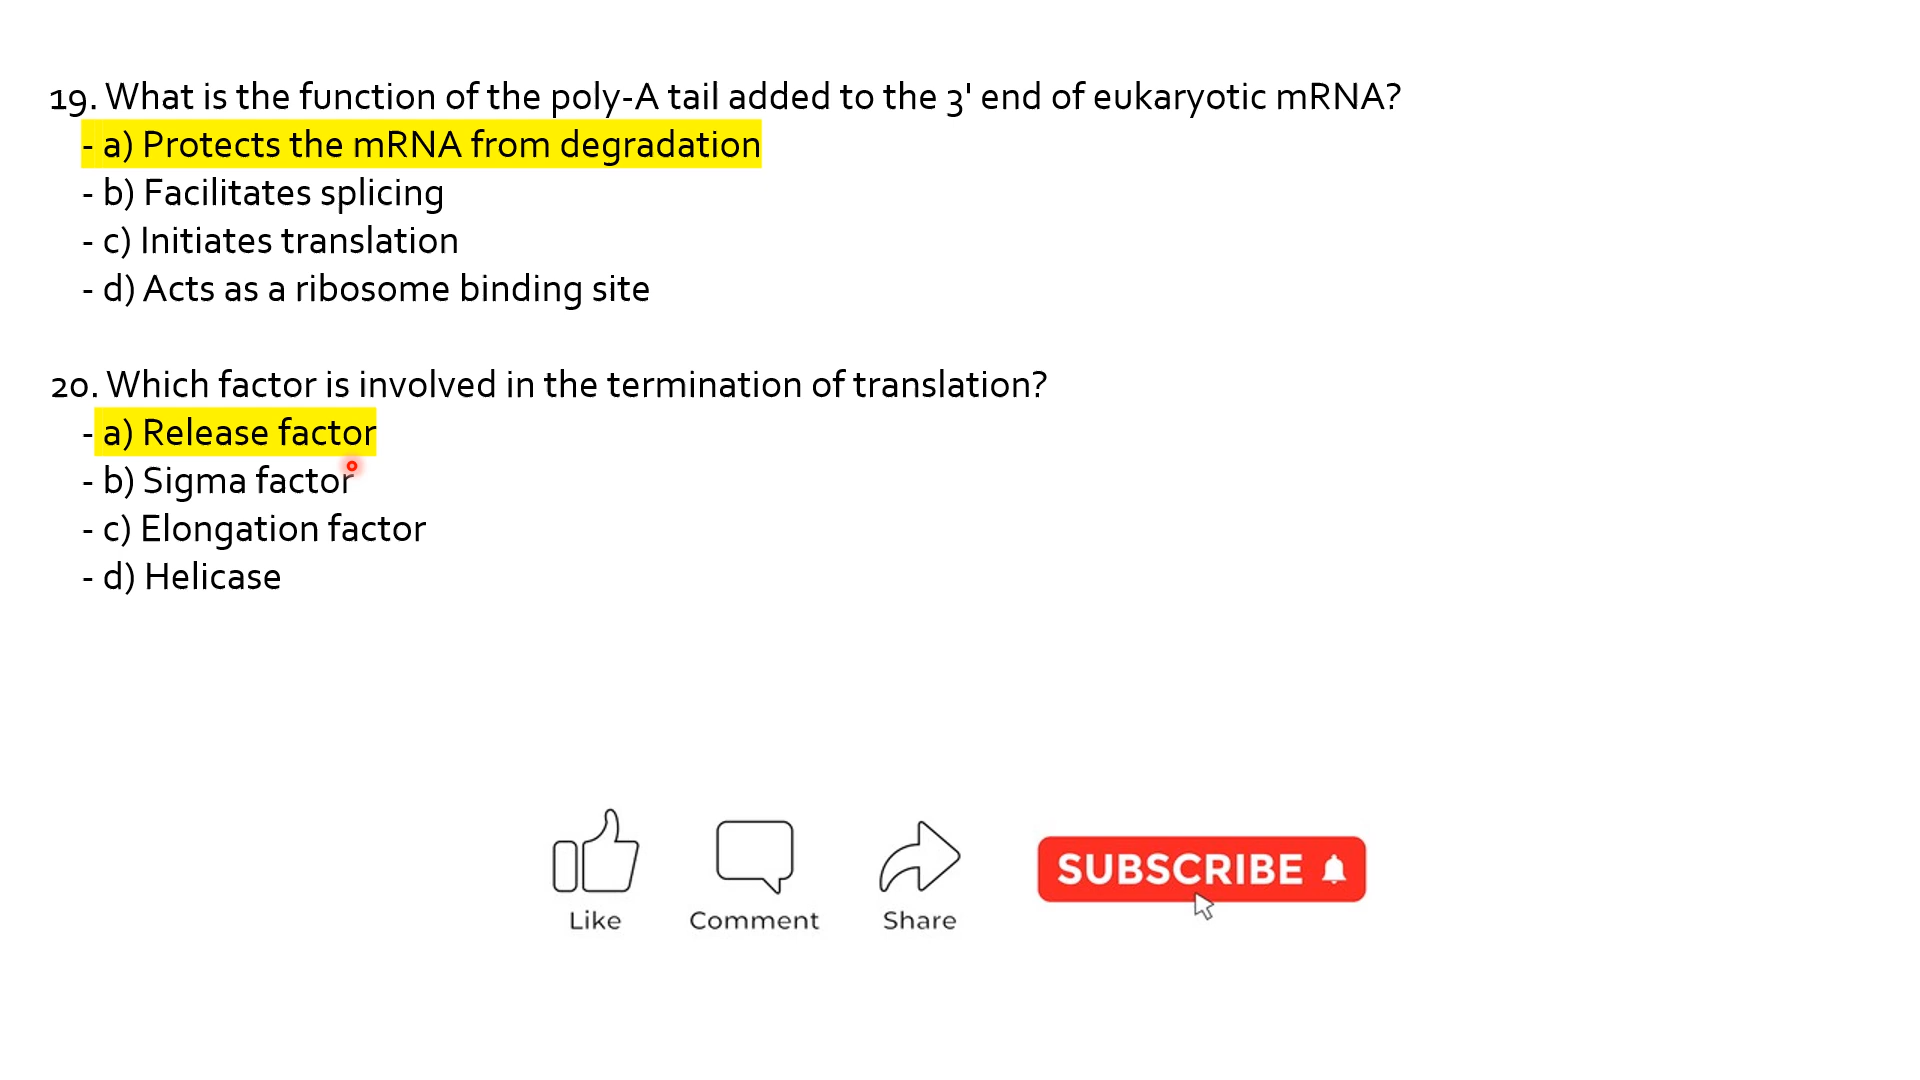 19. What is the function of the poly-A tail added to the 3' end of eukaryotic mRNA?
- a) Protects the mRNA from degradation
- b) Facilitates splicing
- c) Initiates translation
- d) Acts as a ribosome binding site
20. Which factor is involved in the termination of translation?
- a) Release factor
- b) Sigma factor
- c) Elongation factor
- d) Helicase
SUBSCRIBE
Like Comment Share